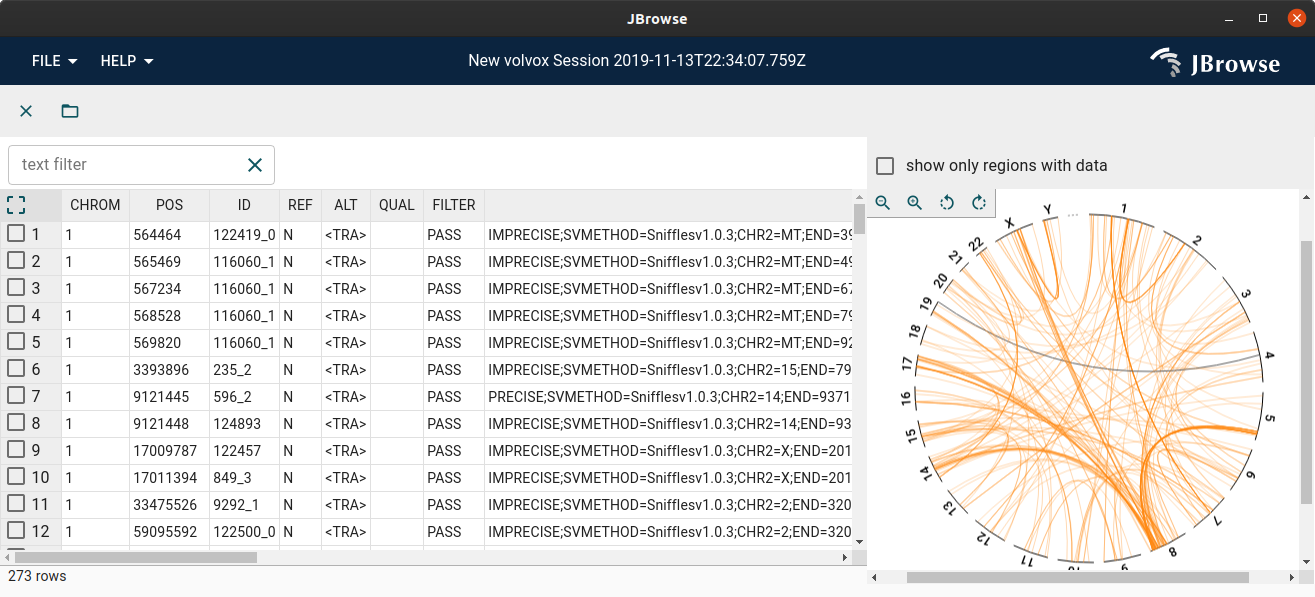 JBrowse
FILE HELP New volvox Session 2019-11-13T22:34:07.759Z JBrowse
text filter
show only regions with data
CHROM POS ID REF ALT QUAL FILTER
1 1 564464 122419_0 N <TRA> PASS IMPRECISE;SVMETHOD=Snifflesv1.0.3;CHR2=MT;END=39
2 1 565469 116060_1 N <TRA> PASS IMPRECISE;SVMETHOD=Snifflesv1.0.3;CHR2=MT;END=49
3 1 567234 116060_1 N <TRA> PASS IMPRECISE;SVMETHOD=Snifflesv1.0.3;CHR2=MT;END=67
4 1 568528 116060_1 N <TRA> PASS IMPRECISE;SVMETHOD=Snifflesv1.0.3;CHR2=MT;END=79
5 1 569820 116060_1 N <TRA> PASS IMPRECISE;SVMETHOD=Snifflesv1.0.3;CHR2=MT;END=92
6 1 3393896 235_2 N <TRA> PASS IMPRECISE;SVMETHOD=Snifflesv1.0.3;CHR2=15;END=79
7 1 9121445 596_2 N <TRA> PASS PRECISE;SVMETHOD=Snifflesv1.0.3;CHR2=14;END=9371
8 1 9121448 124893 N <TRA> PASS IMPRECISE;SVMETHOD=Snifflesv1.0.3;CHR2=14;END=93
9 1 17009787 122457 N <TRA> PASS IMPRECISE;SVMETHOD=Snifflesv1.0.3;CHR2=X;END=201
10 1 17011394 849_3 N <TRA> PASS IMPRECISE;SVMETHOD=Snifflesv1.0.3;CHR2=X;END=201
11 1 33475526 9292_1 N <TRA> PASS IMPRECISE;SVMETHOD=Snifflesv1.0.3;CHR2=2;END=320
12 1 59095592 122500_0 N <TRA> PASS IMPRECISE;SVMETHOD=Snifflesv1.0.3;CHR2=2;END=320
273 rows
...
1
2
3
4
5
6
7
8
9
10
11
12
13
14
15
16
17
18
19
20
21
22
X
Y